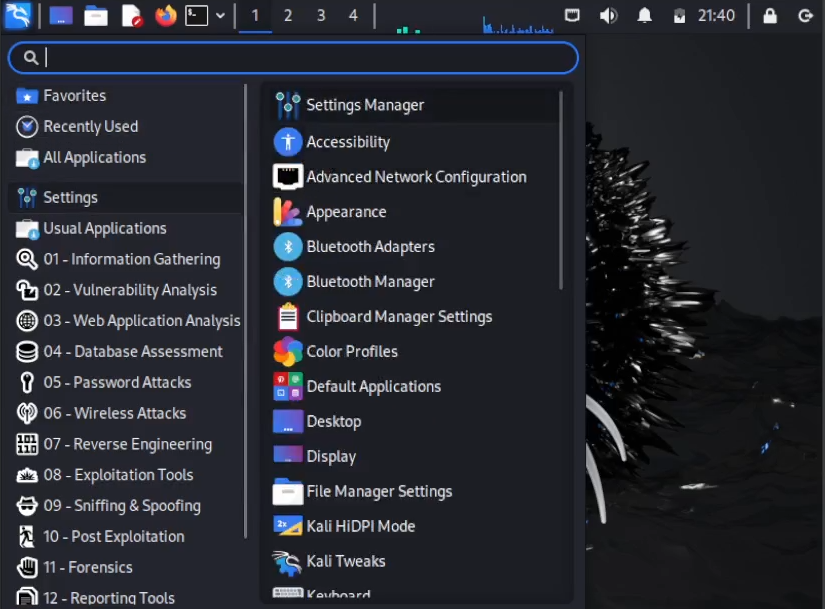 1 2 3 4 21:40
Favorites
Recently Used
All Applications
Settings
Usual Applications
01 - Information Gathering
02 - Vulnerability Analysis
03 - Web Application Analysis
04 - Database Assessment
05 - Password Attacks
06 - Wireless Attacks
07 - Reverse Engineering
08 - Exploitation Tools
09 - Sniffing & Spoofing
10 - Post Exploitation
11 - Forensics
12 - Reporting Tools
Settings Manager
Accessibility
Advanced Network Configuration
Appearance
Bluetooth Adapters
Bluetooth Manager
Clipboard Manager Settings
Color Profiles
Default Applications
Desktop
Display
File Manager Settings
2x
Kali HiDPI Mode
Kali Tweaks
Keyboard